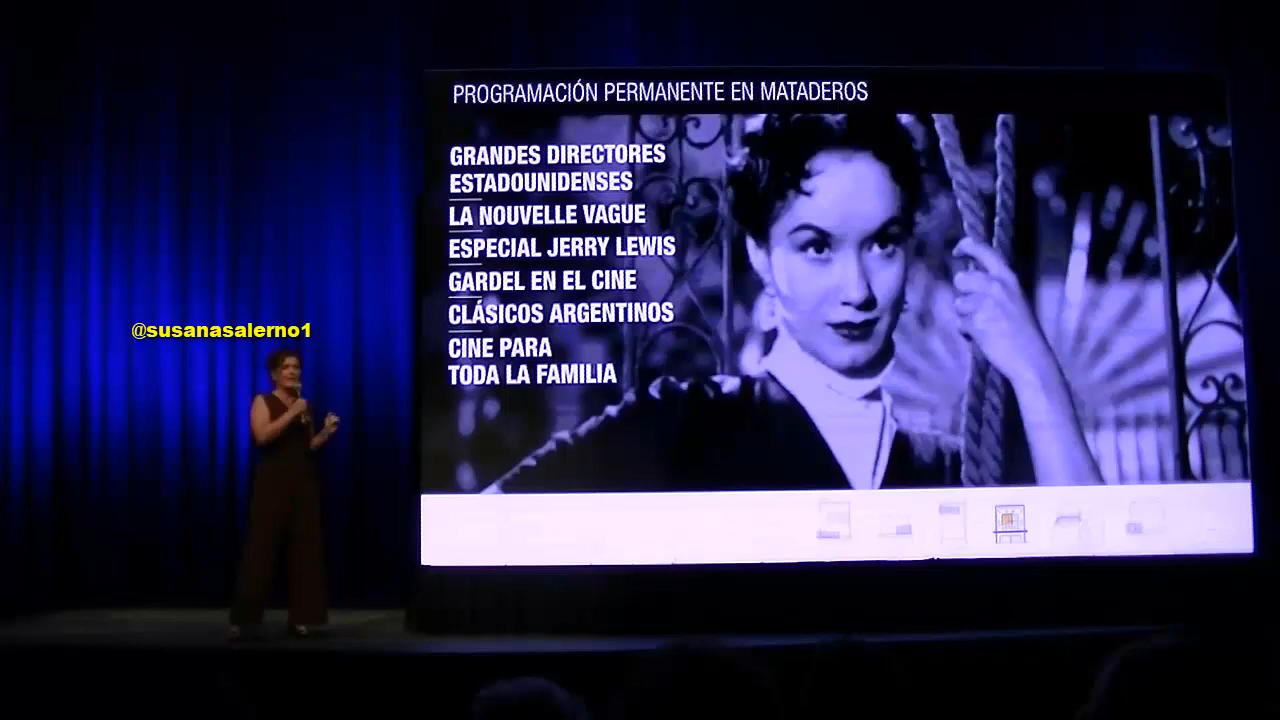 PROGRAMACIÓN PERMANENTE EN MATADEROS
GRANDES DIRECTORES
ESTADOUNIDENSES
LA NOUVELLE VAGUE
ESPECIAL JERRY LEWIS
GARDEL EN EL CINE
CLÁSICOS ARGENTINOS
CINE PARA
TODA LA FAMILIA
@susanasalerno1